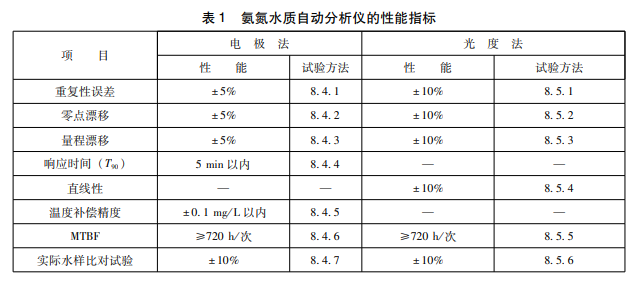 表 1 氨氮水质自动分析仪的性能指标
项 目 电 极 法 光 度 法
性 能 试验方法 性 能 试验方法
重复性误差 ±5% 8.4.1 ±10% 8.5.1
零点漂移 ±5% 8.4.2 ±10% 8.5.2
量程漂移 ±5% 8.4.3 ±10% 8.5.3
响应时间（T90） 5 min 以内 8.4.4 — —
直线性 — — ±10% 8.5.4
温度补偿精度 ±0.1 mg/L 以内 8.4.5 — —
MTBF ≥720 h/次 8.4.6 ≥720 h/次 8.5.5
实际水样比对试验 ±10% 8.4.7 ±10% 8.5.6